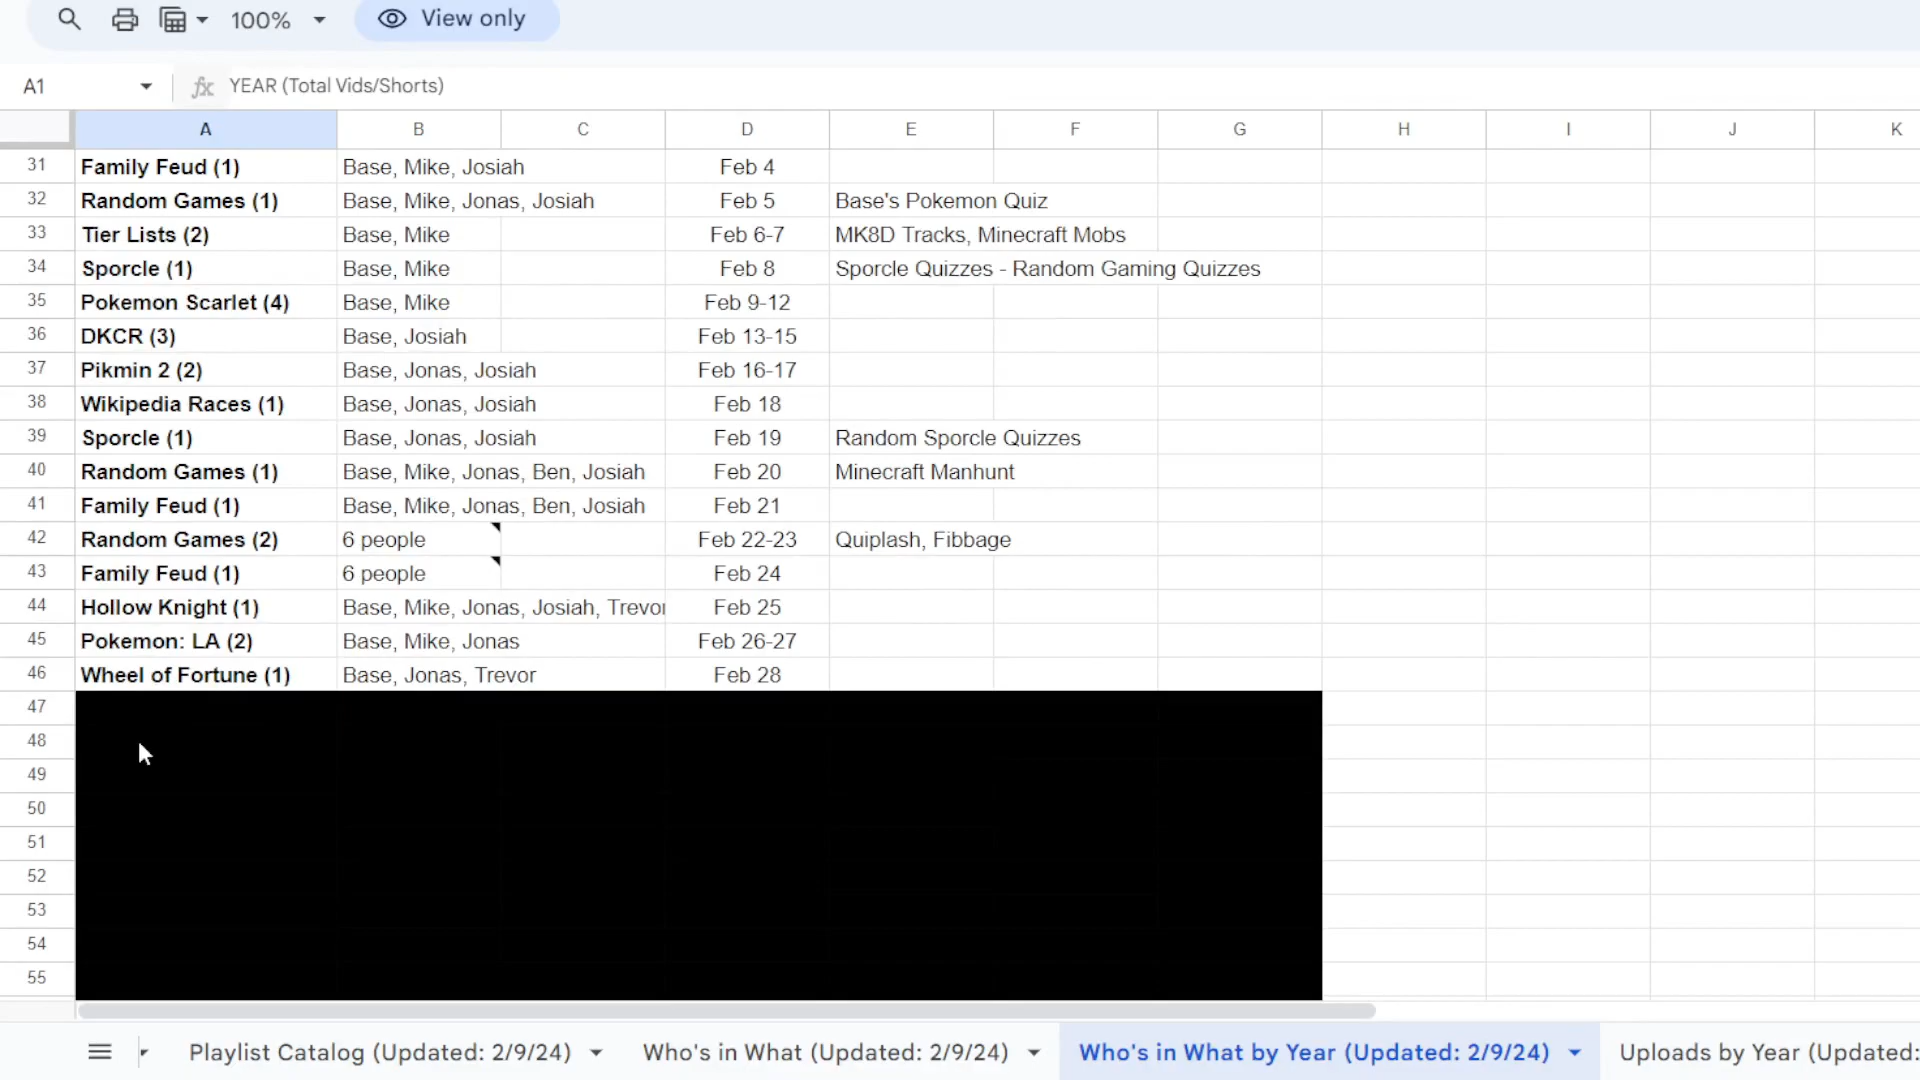 100% View only
A1 fx YEAR (Total Vids/Shorts)
A B C D E F G H I J K
31 Family Feud (1) Base, Mike, Josiah Feb 4
32 Random Games (1) Base, Mike, Jonas, Josiah Feb 5 Base's Pokemon Quiz
33 Tier Lists (2) Base, Mike Feb 6-7 MK8D Tracks, Minecraft Mobs
34 Sporcle (1) Base, Mike Feb 8 Sporcle Quizzes - Random Gaming Quizzes
35 Pokemon Scarlet (4) Base, Mike Feb 9-12
36 DKCR (3) Base, Josiah Feb 13-15
37 Pikmin 2 (2) Base, Jonas, Josiah Feb 16-17
38 Wikipedia Races (1) Base, Jonas, Josiah Feb 18
39 Sporcle (1) Base, Jonas, Josiah Feb 19 Random Sporcle Quizzes
40 Random Games (1) Base, Mike, Jonas, Ben, Josiah Feb 20 Minecraft Manhunt
41 Family Feud (1) Base, Mike, Jonas, Ben, Josiah Feb 21
42 Random Games (2) 6 people Feb 22-23 Quiplash, Fibbage
43 Family Feud (1) 6 people Feb 24
44 Hollow Knight (1) Base, Mike, Jonas, Josiah, Trevor Feb 25
45 Pokemon: LA (2) Base, Mike, Jonas Feb 26-27
46 Wheel of Fortune (1) Base, Jonas, Trevor Feb 28
47
48
49
50
51
52
53
54
55
Playlist Catalog (Updated: 2/9/24) Who's in What (Updated: 2/9/24) Who's in What by Year (Updated: 2/9/24) Uploads by Year (Updated: